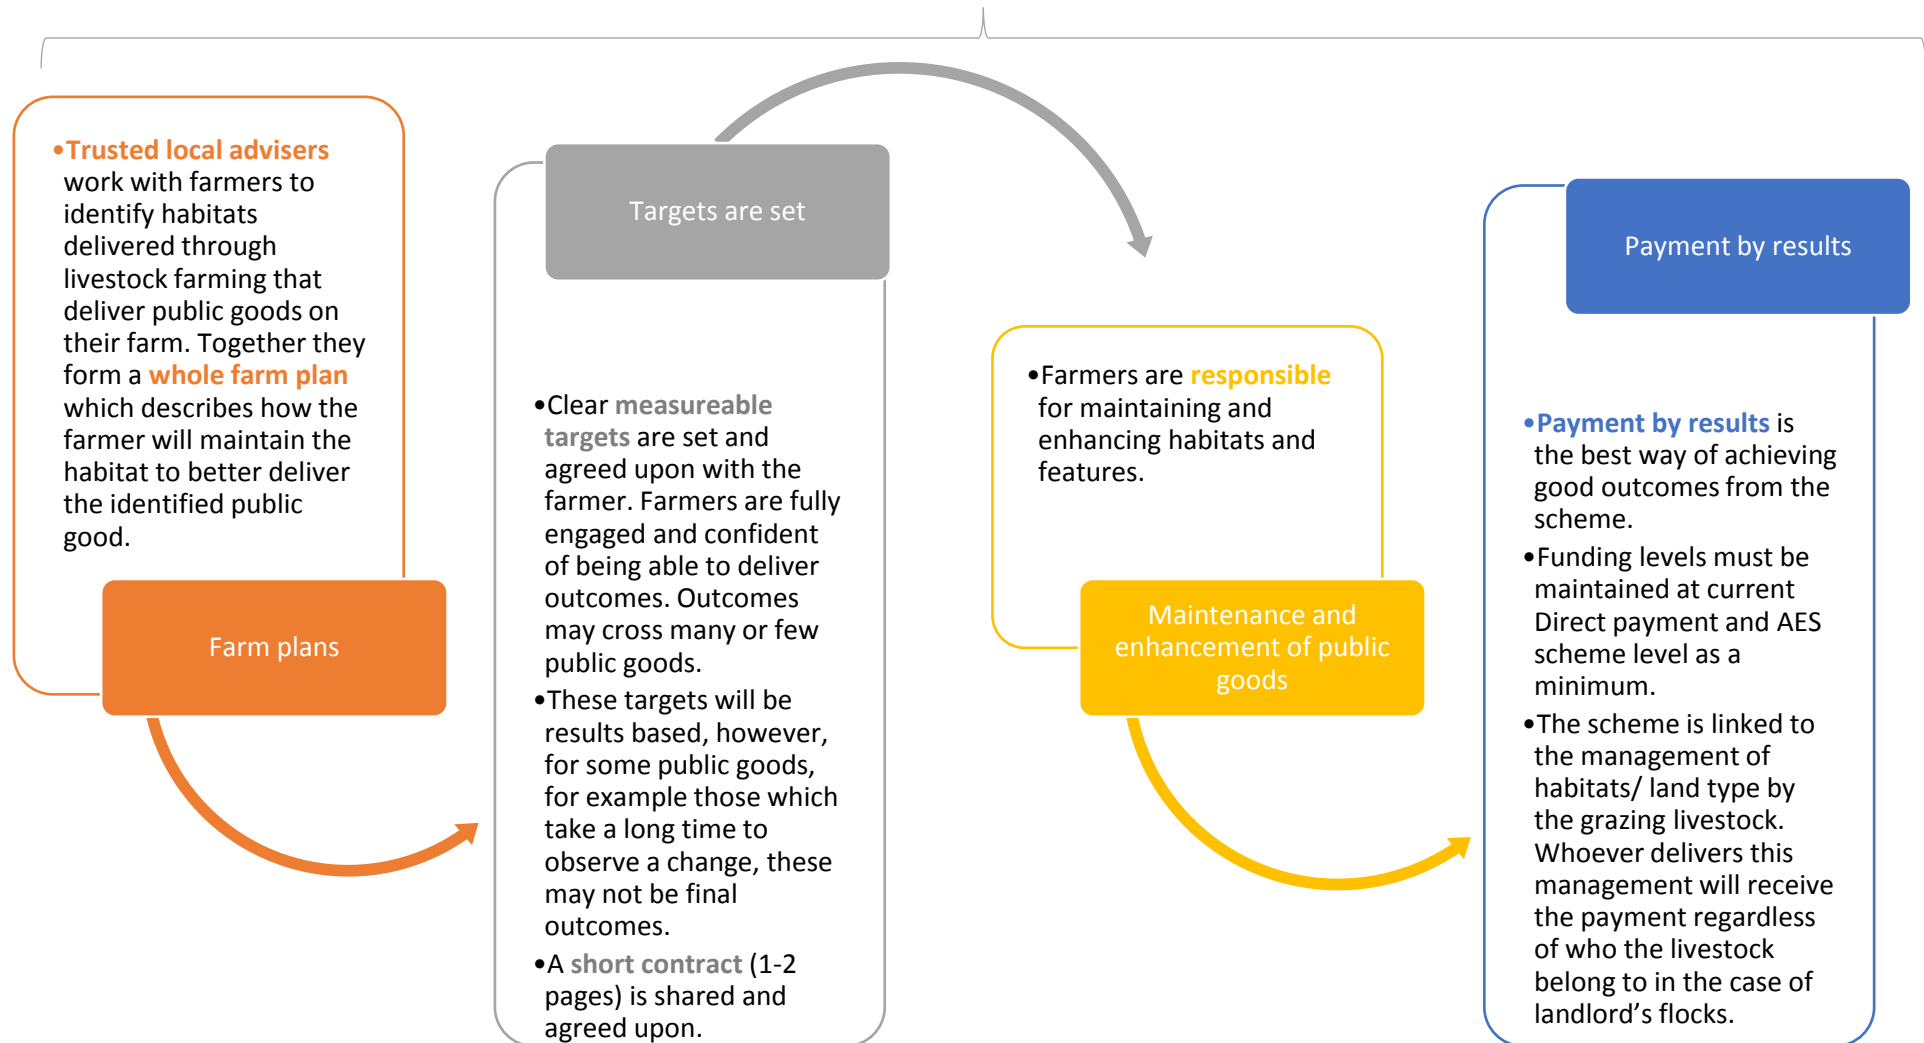 •Trusted local advisers
work with farmers to
identify habitats
delivered through
livestock farming that
deliver public goods on
their farm. Together they
form a whole farm plan
which describes how the
farmer will maintain the
habitat to better deliver
the identified public
good.
Farm plans
Targets are set
•Clear measureable
targets are set and
agreed upon with the
farmer. Farmers are fully
engaged and confident
of being able to deliver
outcomes. Outcomes
may cross many or few
public goods.
•These targets will be
results based, however,
for some public goods,
for example those which
take a long time to
observe a change, these
may not be final
outcomes.
•A short contract (1-2
pages) is shared and
agreed upon.
•Farmers are responsible
for maintaining and
enhancing habitats and
features.
Maintenance and
enhancement of public
goods
Payment by results
•Payment by results is
the best way of achieving
good outcomes from the
scheme.
•Funding levels must be
maintained at current
Direct payment and AES
scheme level as a
minimum.
•The scheme is linked to
the management of
habitats/ land type by
the grazing livestock.
Whoever delivers this
management will receive
the payment regardless
of who the livestock
belong to in the case of
landlord’s flocks.